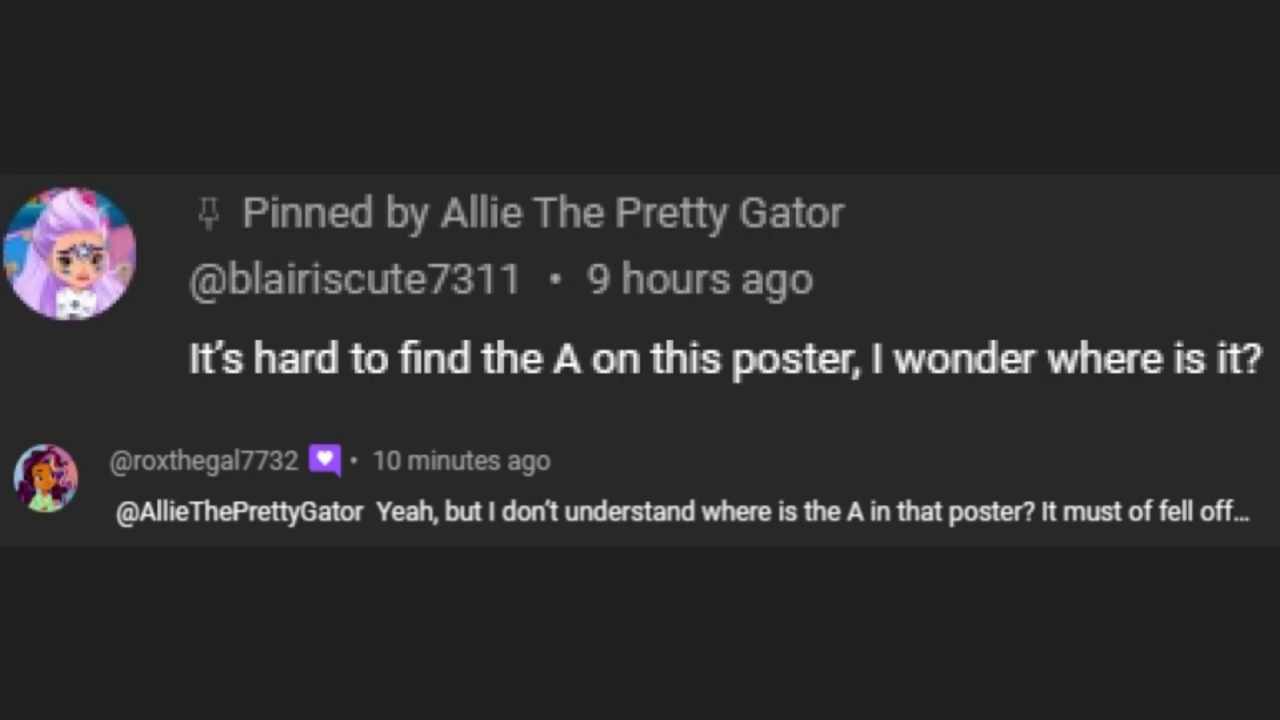 Pinned by Allie The Pretty Gator
@blairiscute7311 • 9 hours ago
It's hard to find the A on this poster, I wonder where is it?
@roxthegal7732 • 10 minutes ago
@AllieThePrettyGator Yeah, but I don't understand where is the A in that poster? It must of fell off...